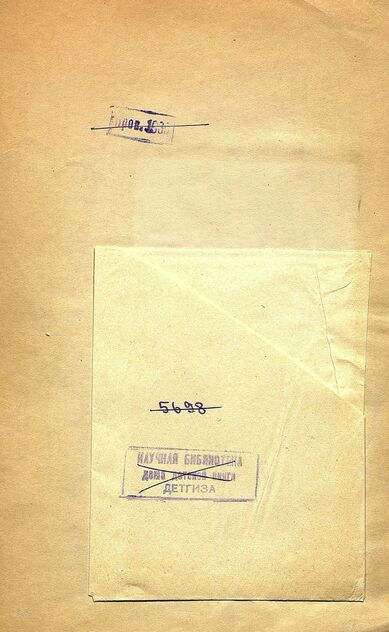 Пров. 193
5698
НАУЧНАЯ БИБЛИОТЕКА
дома детской книги
ДЕТГИЗА